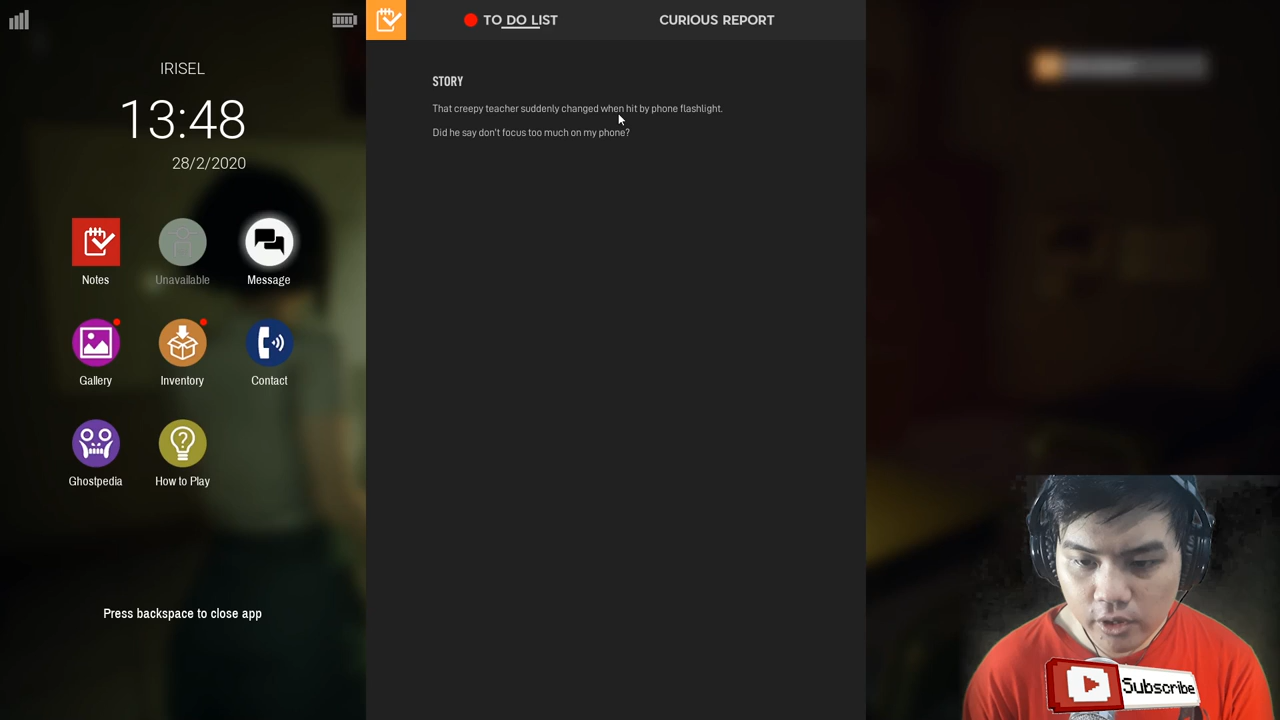 IRISEL
13:48
28/2/2020
Notes
Unavailable
Message
Gallery
Inventory
Contact
Ghostpedia
How to Play
Press backspace to close app
TO DO LIST
CURIOUS REPORT
STORY
That creepy teacher suddenly changed when hit by phone flashlight.
Did he say don't focus too much on my phone?
Subscribe